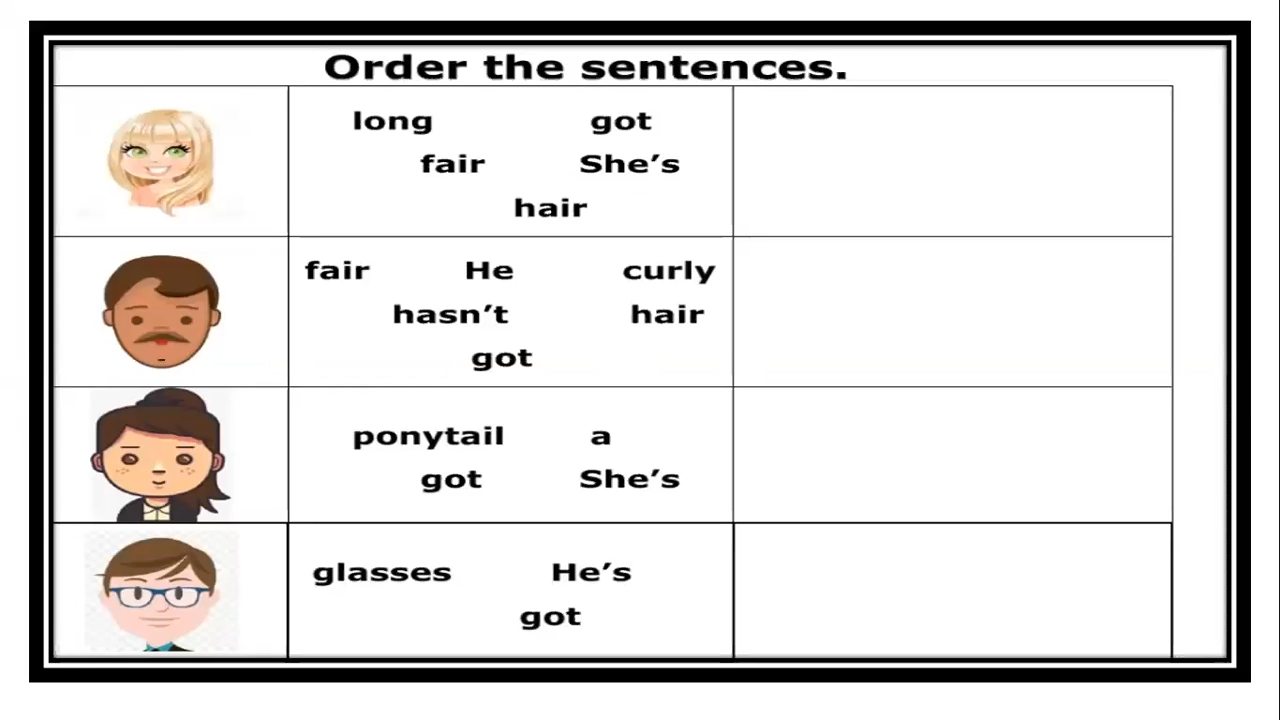 Order the sentences.
long got
fair She’s
hair
fair He curly
hasn’t hair
got
ponytail a
got She’s
glasses He’s
got